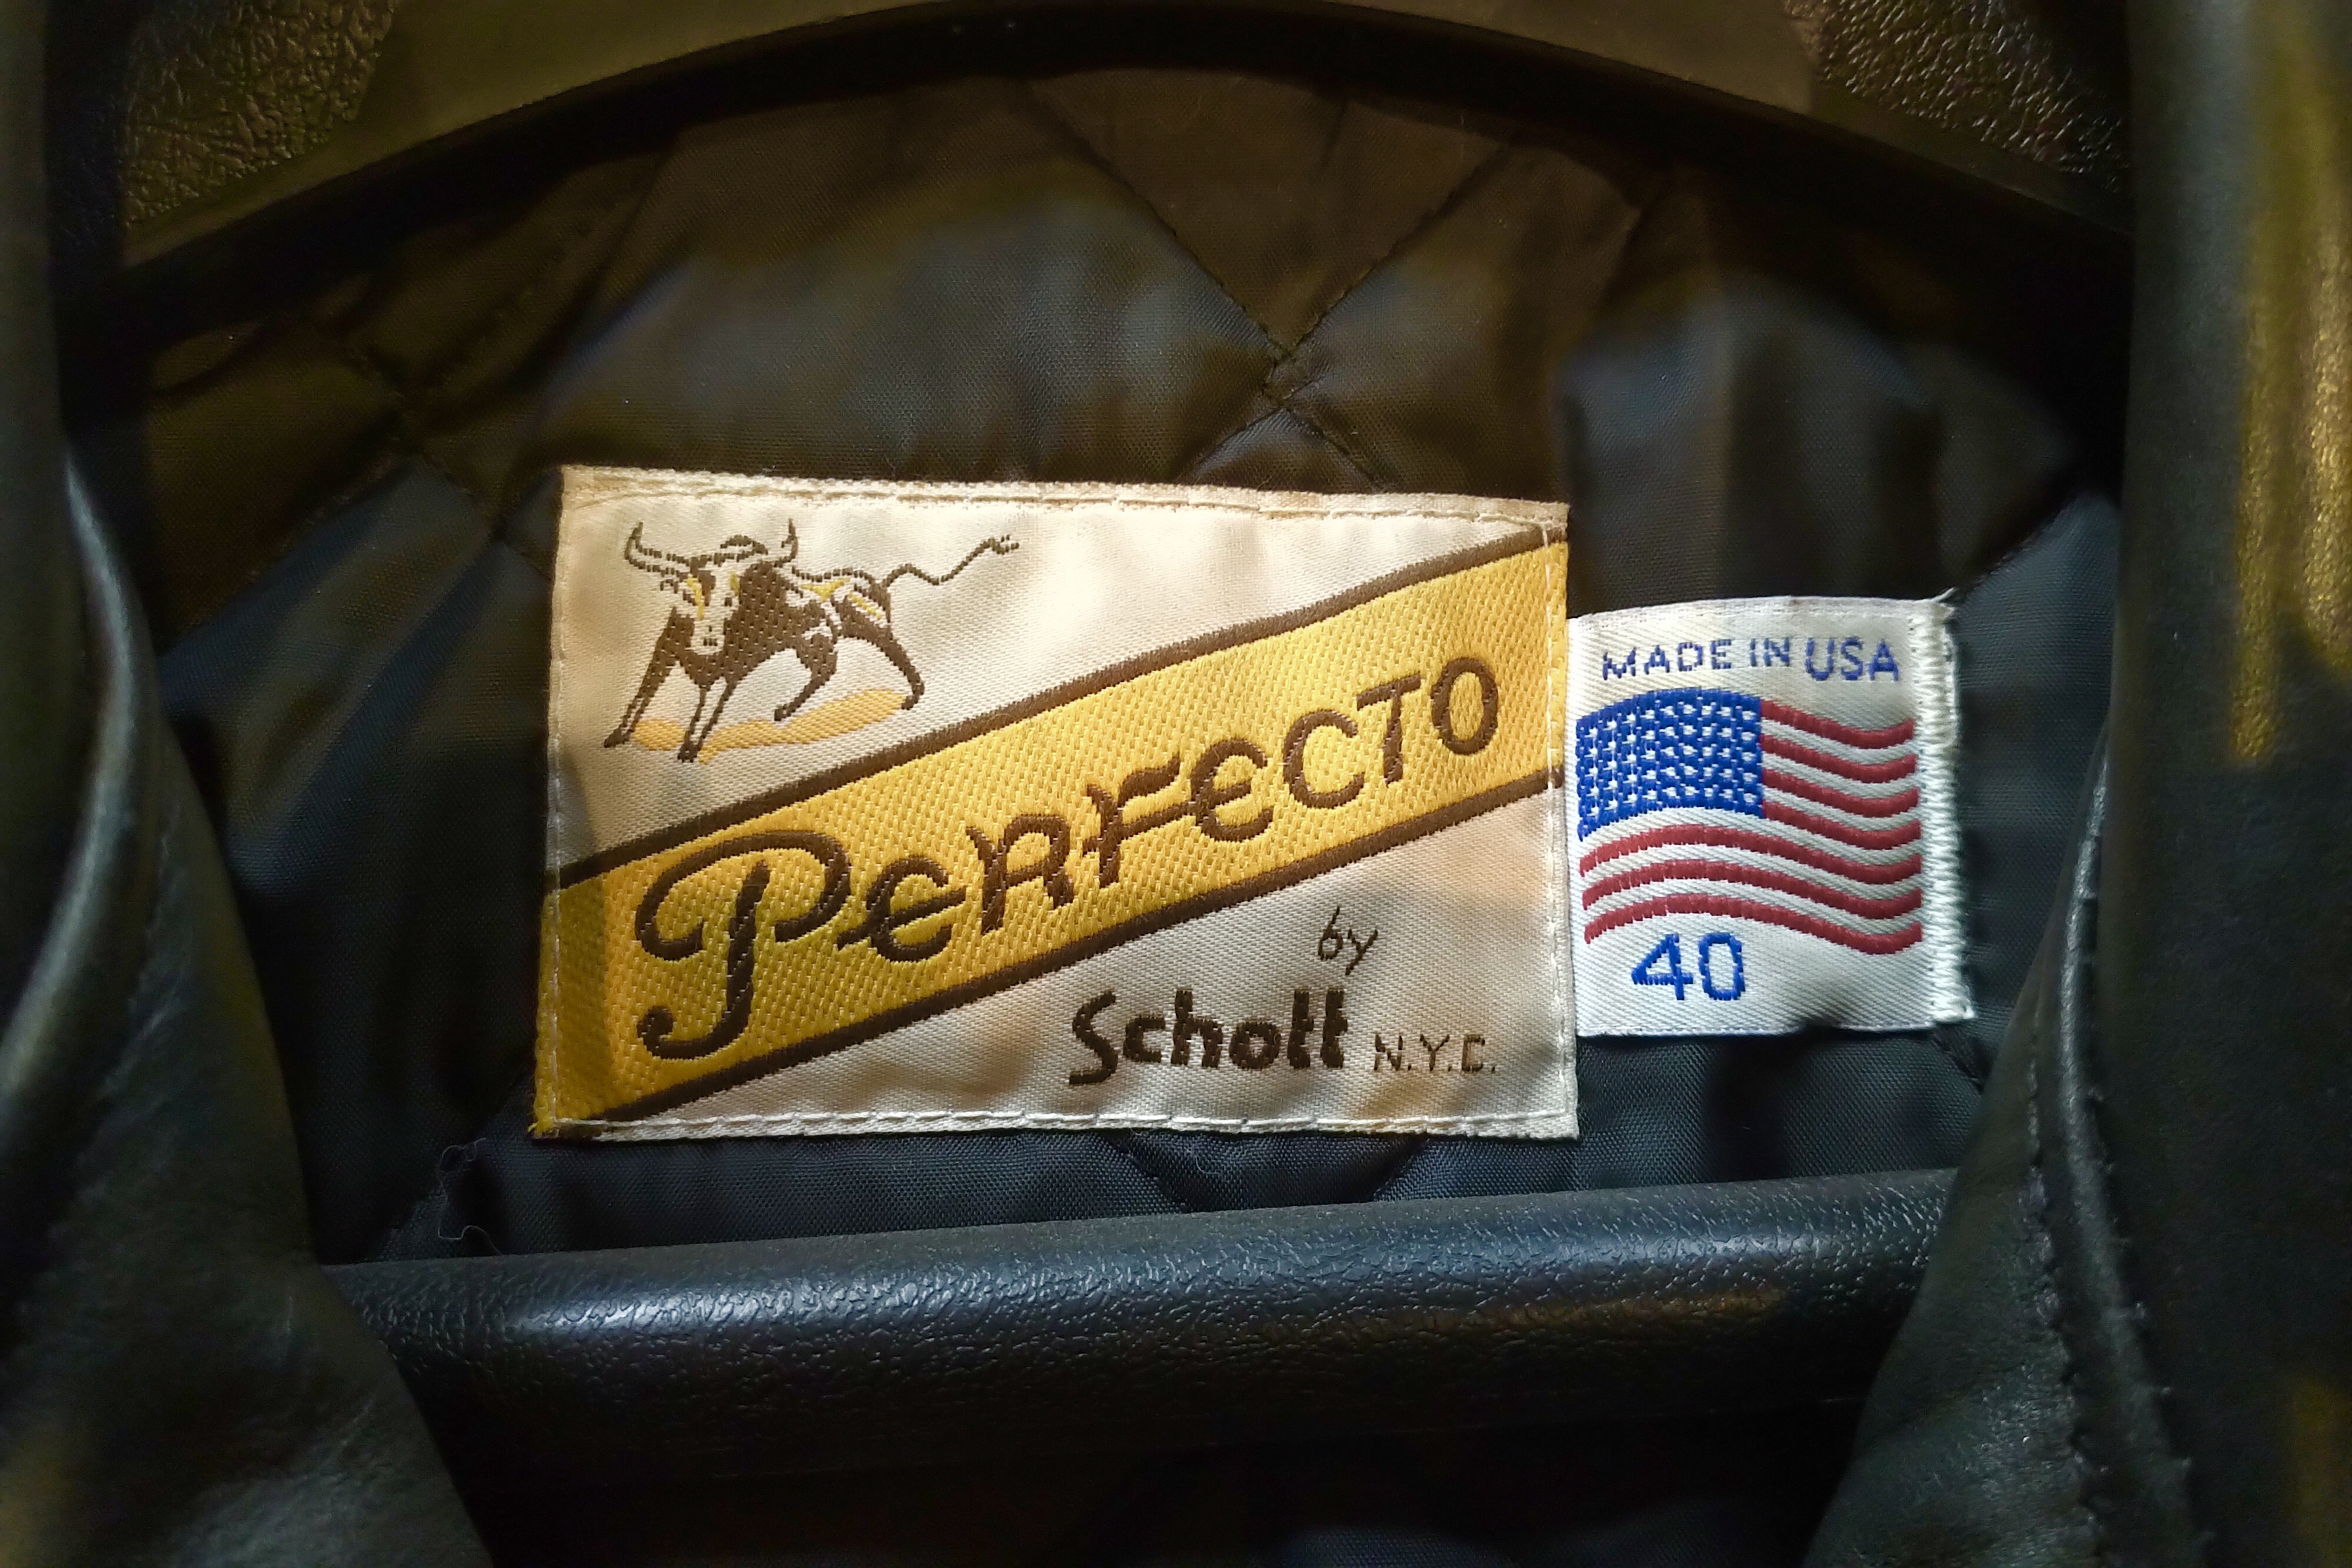 PERFECTO
by
Schott N.Y.C.
MADE IN USA
40